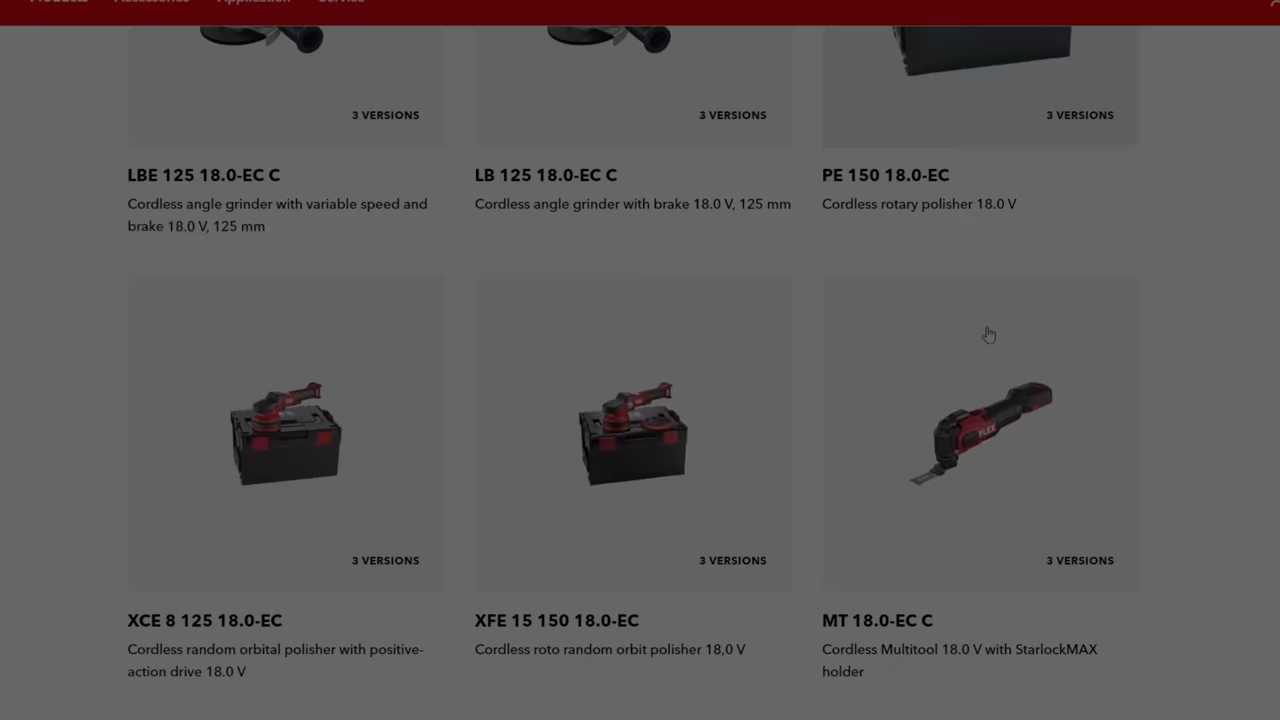 Accessories
Application
Service
3 VERSIONS
3 VERSIONS
3 VERSIONS
LBE 125 18.0-EC C
Cordless angle grinder with variable speed and
brake 18.0 V, 125 mm
LB 125 18.0-EC C
Cordless angle grinder with brake 18.0 V, 125 mm
PE 150 18.0-EC
Cordless rotary polisher 18.0 V
FLEX
3 VERSIONS
3 VERSIONS
3 VERSIONS
XCE 8 125 18.0-EC
Cordless random orbital polisher with positive-
action drive 18.0 V
XFE 15 150 18.0-EC
Cordless roto random orbit polisher 18,0 V
MT 18.0-EC C
Cordless Multitool 18.0 V with StarlockMAX
holder